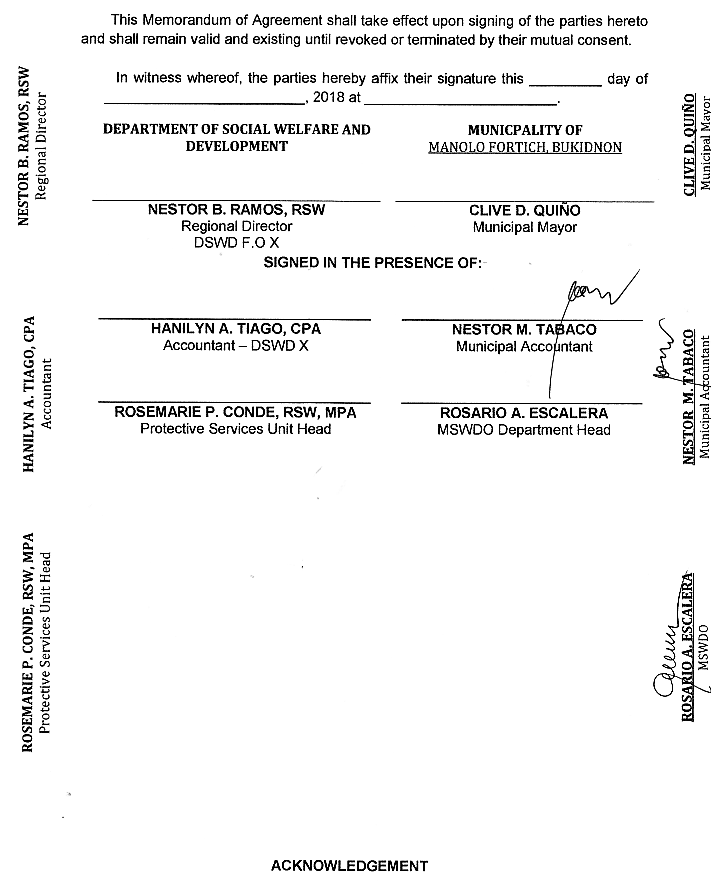 This Memorandum of Agreement shall take effect upon signing of the parties hereto
and shall remain valid and existing until revoked or terminated by their mutual consent.
In witness whereof, the parties hereby affix their signature this _________ day of
_________________________, 2018 at ________________________.
DEPARTMENT OF SOCIAL WELFARE AND
DEVELOPMENT
MUNICPALITY OF
MANOLO FORTICH, BUKIDNON
NESTOR B. RAMOS, RSW
Regional Director
DSWD F.O X
CLIVE D. QUIÑO
Municipal Mayor
SIGNED IN THE PRESENCE OF:
HANILYN A. TIAGO, CPA
Accountant – DSWD X
NESTOR M. TABACO
Municipal Accountant
ROSEMARIE P. CONDE, RSW, MPA
Protective Services Unit Head
ROSARIO A. ESCALERA
MSWDO Department Head
NESTOR B. RAMOS, RSW
Regional Director
HANILYN A. TIAGO, CPA
Accountant
ROSEMARIE P. CONDE, RSW, MPA
Protective Services Unit Head
CLIVE D. QUIÑO
Municipal Mayor
NESTOR M. TABACO
Municipal Accountant
ROSARIO A. ESCALERA
MSWDO
ACKNOWLEDGEMENT